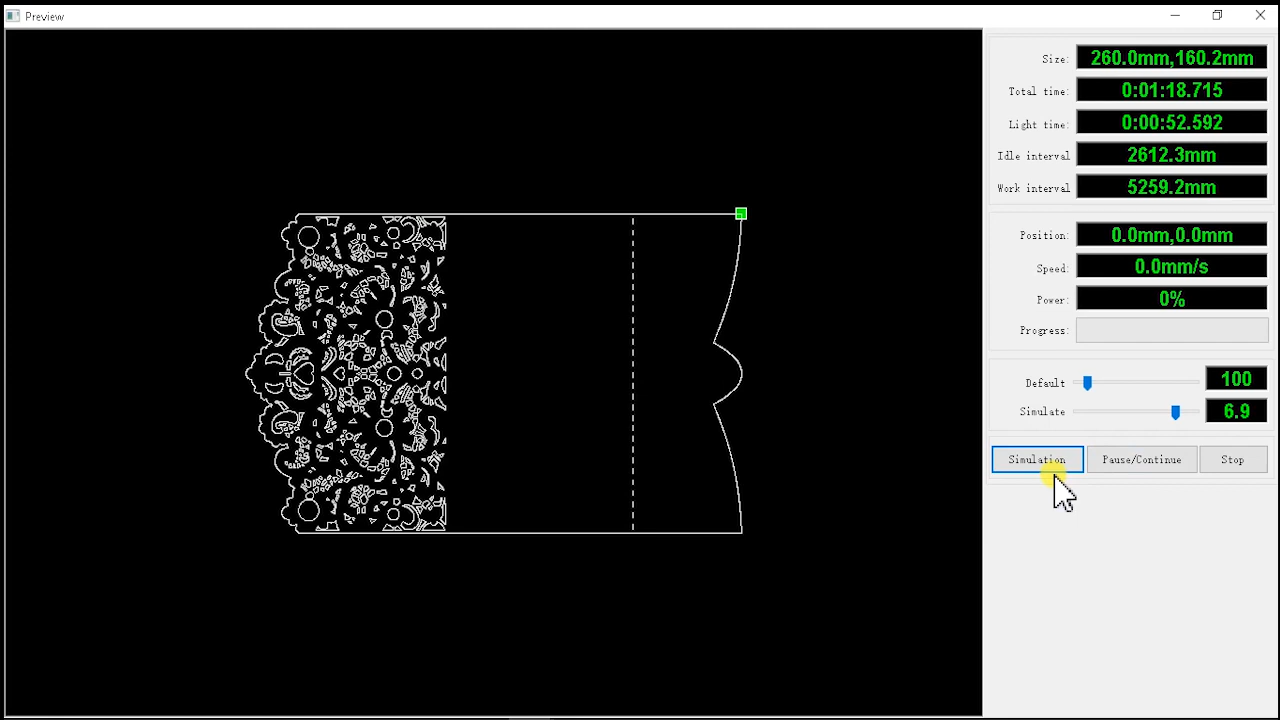 Preview
Size: 260.0mm,160.2mm
Total time: 0:01:18.715
Light time: 0:00:52.592
Idle interval 2612.3mm
Work interval 5259.2mm
Position: 0.0mm,0.0mm
Speed: 0.0mm/s
Power: 0%
Progress:
Default 100
Simulate 6.9
Simulation Pause/Continue Stop